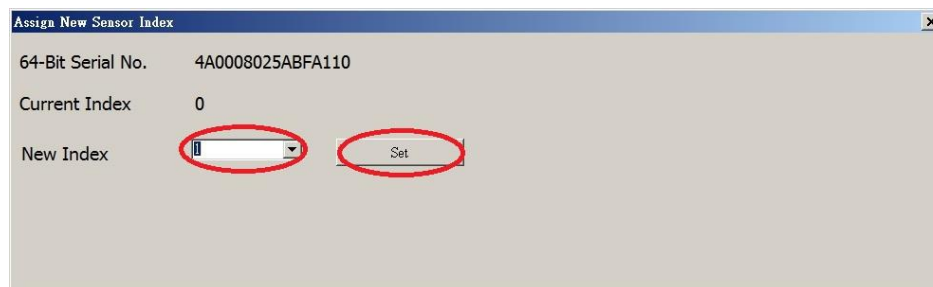 Assign New Sensor Index
64-Bit Serial No. 4A0008025ABFA110
Current Index 0
New Index 1 Set